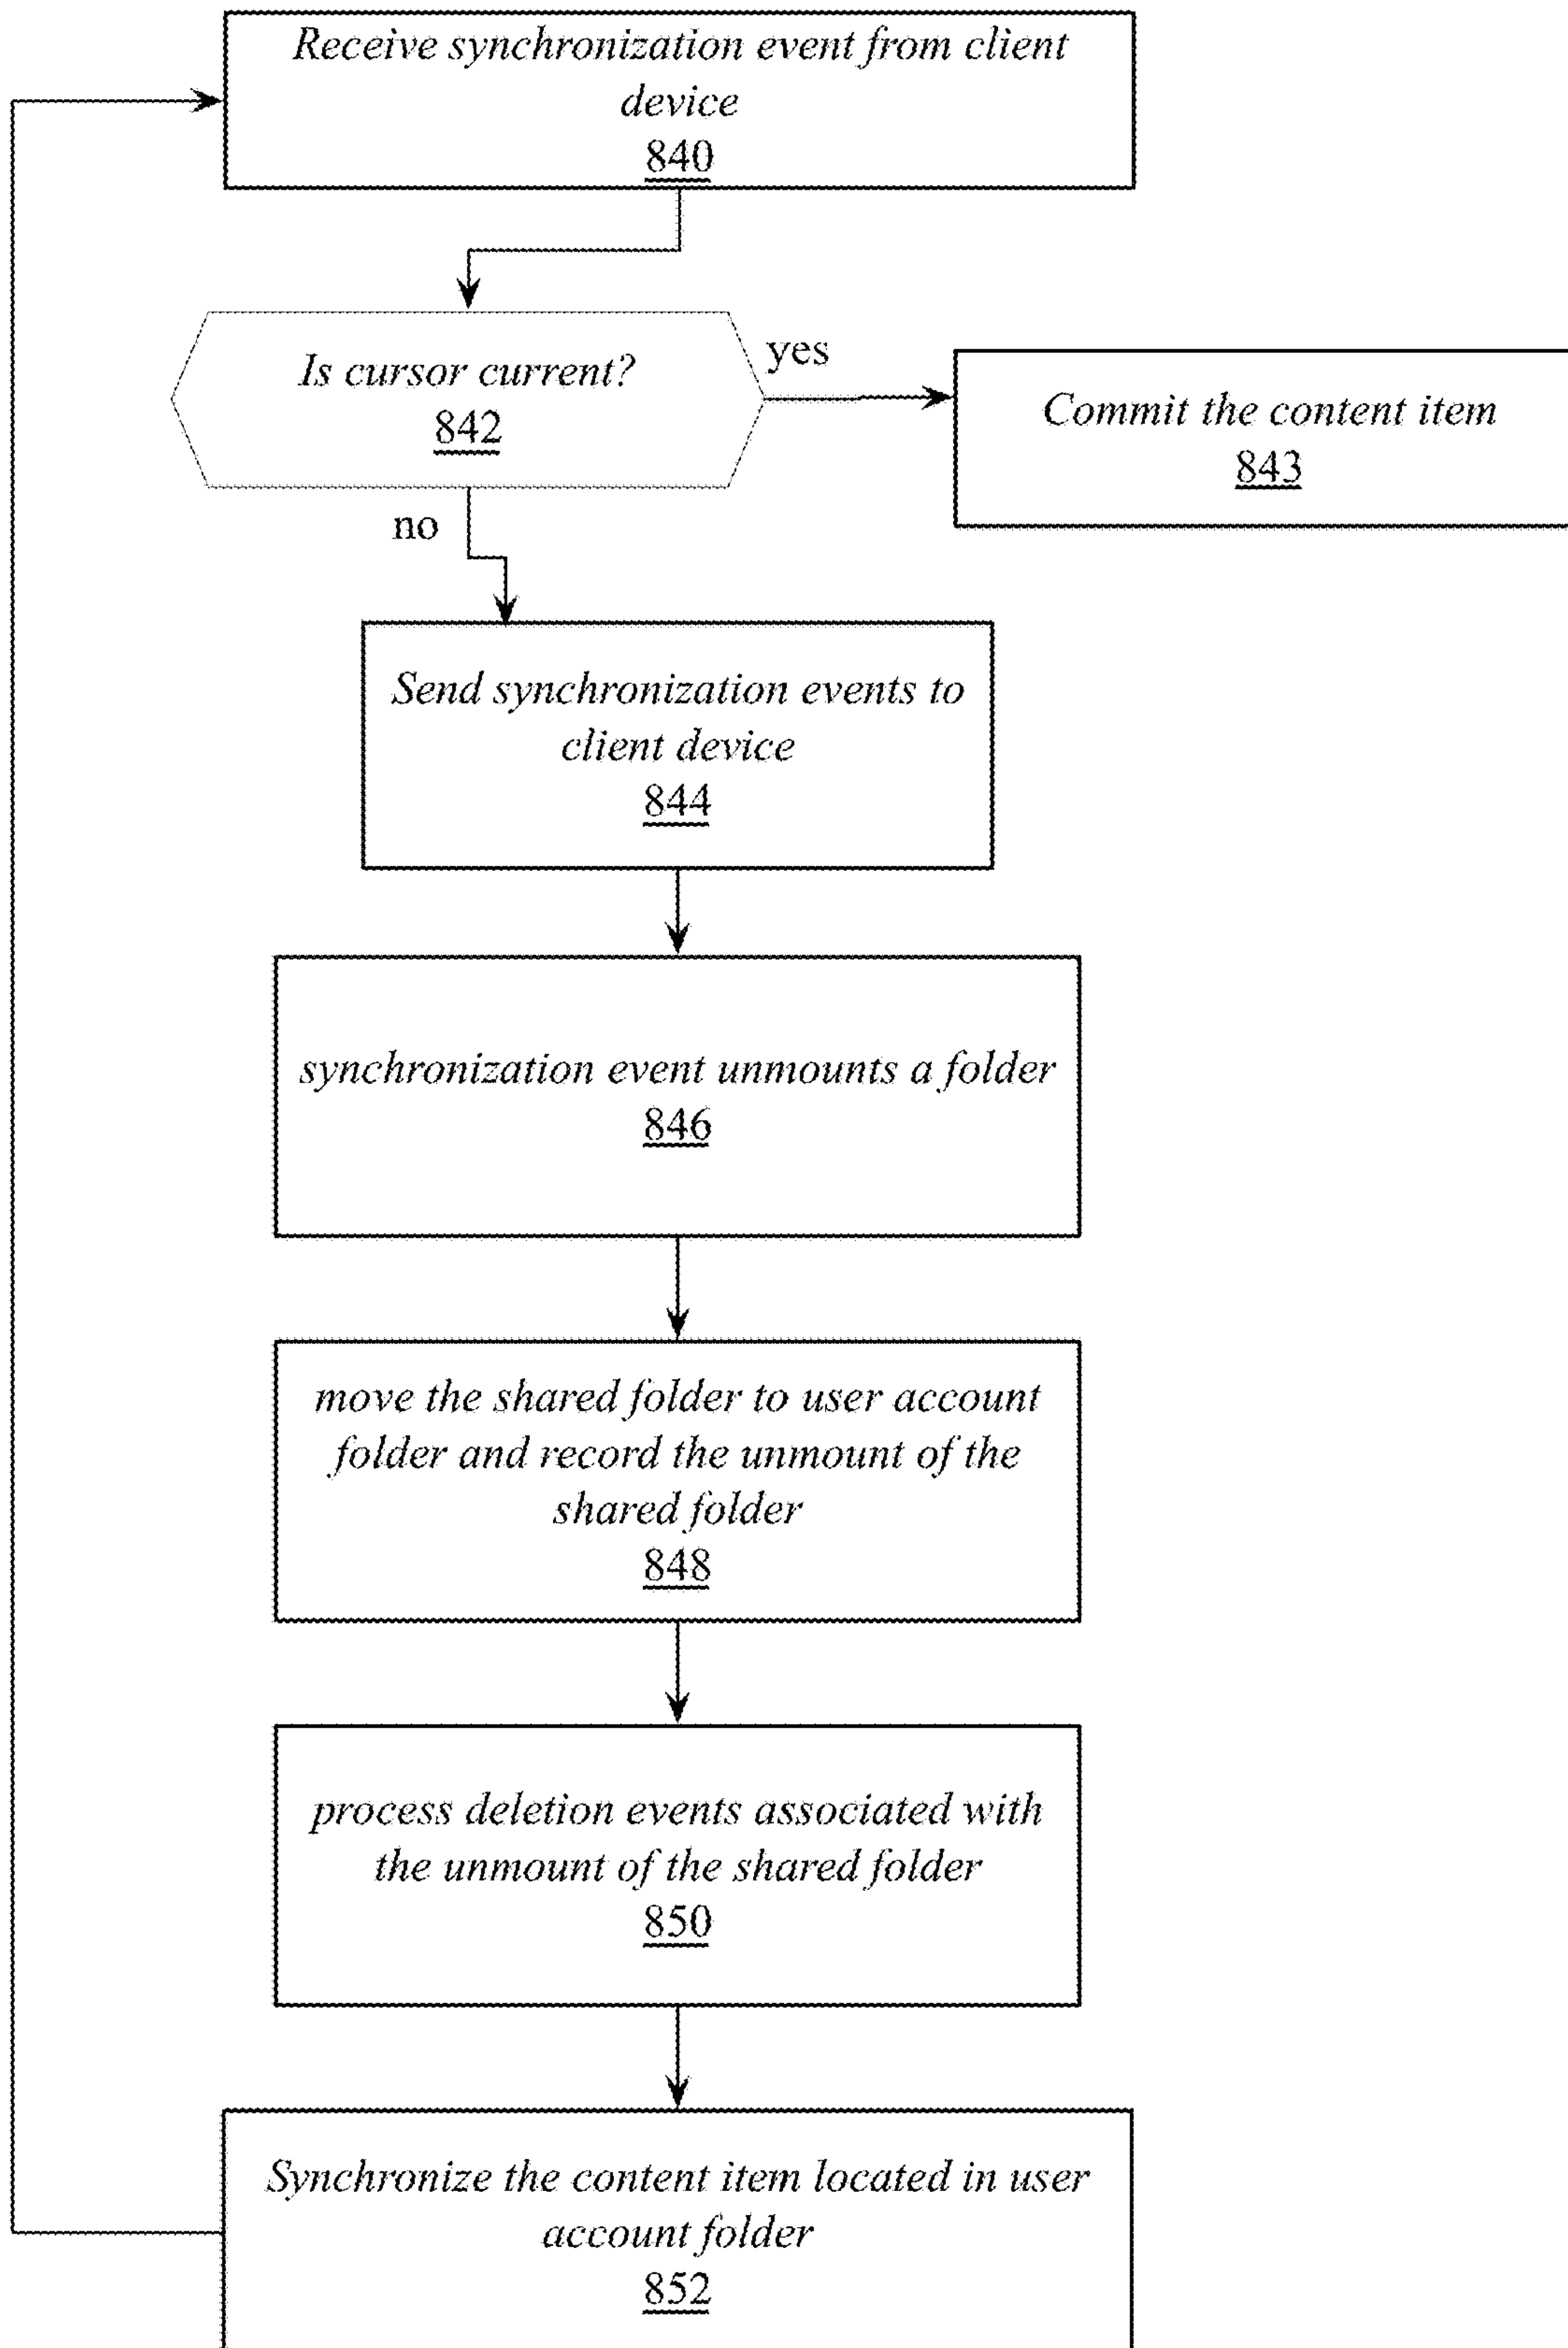 Receive synchronization event from client
device
840
Is cursor current?
842
yes
Commit the content item
843
no
Send synchronization events to
client device
844
synchronization event unmounts a folder
846
move the shared folder to user account
folder and record the unmount of the
shared folder
848
process deletion events associated with
the unmount of the shared folder
850
Synchronize the content item located in user
account folder
852